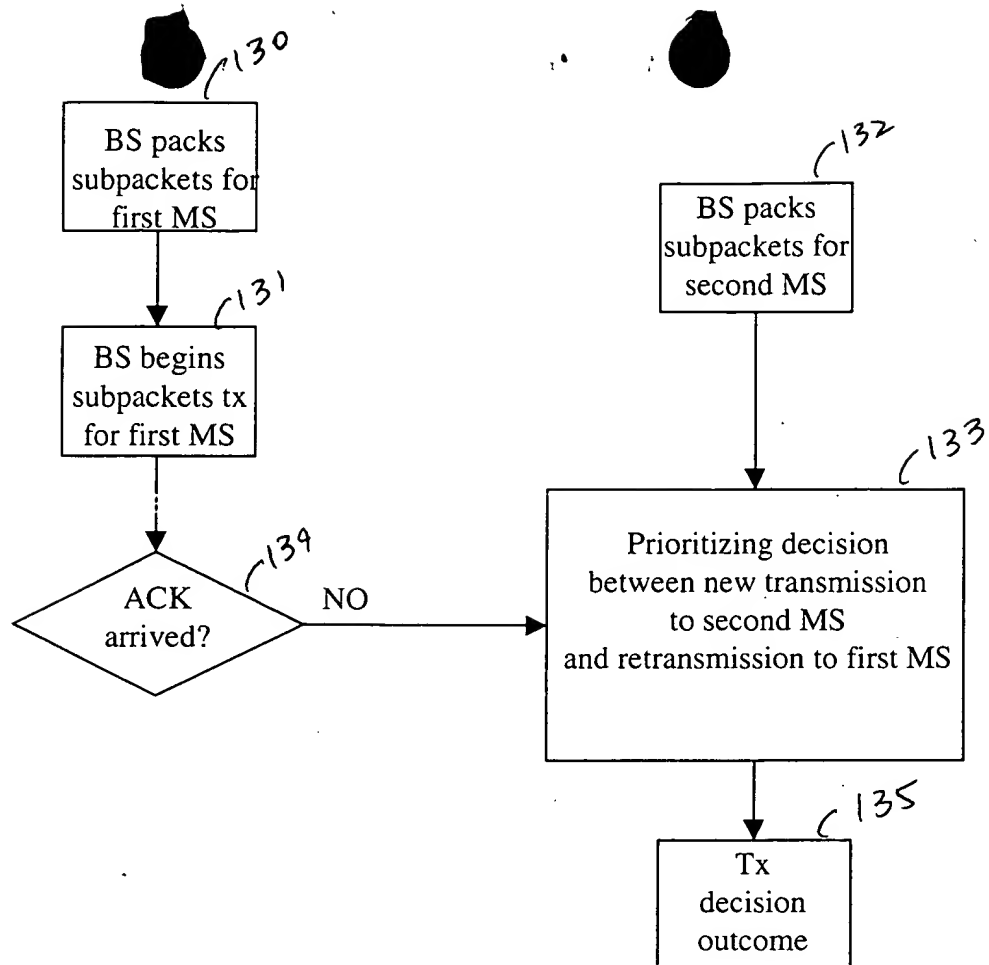 130
BS packs
subpackets for
first MS
131
BS begins
subpackets tx
for first MS
134
ACK
arrived?
NO
132
BS packs
subpackets for
second MS
133
Prioritizing decision
between new transmission
to second MS
and retransmission to first MS
135
Tx
decision
outcome